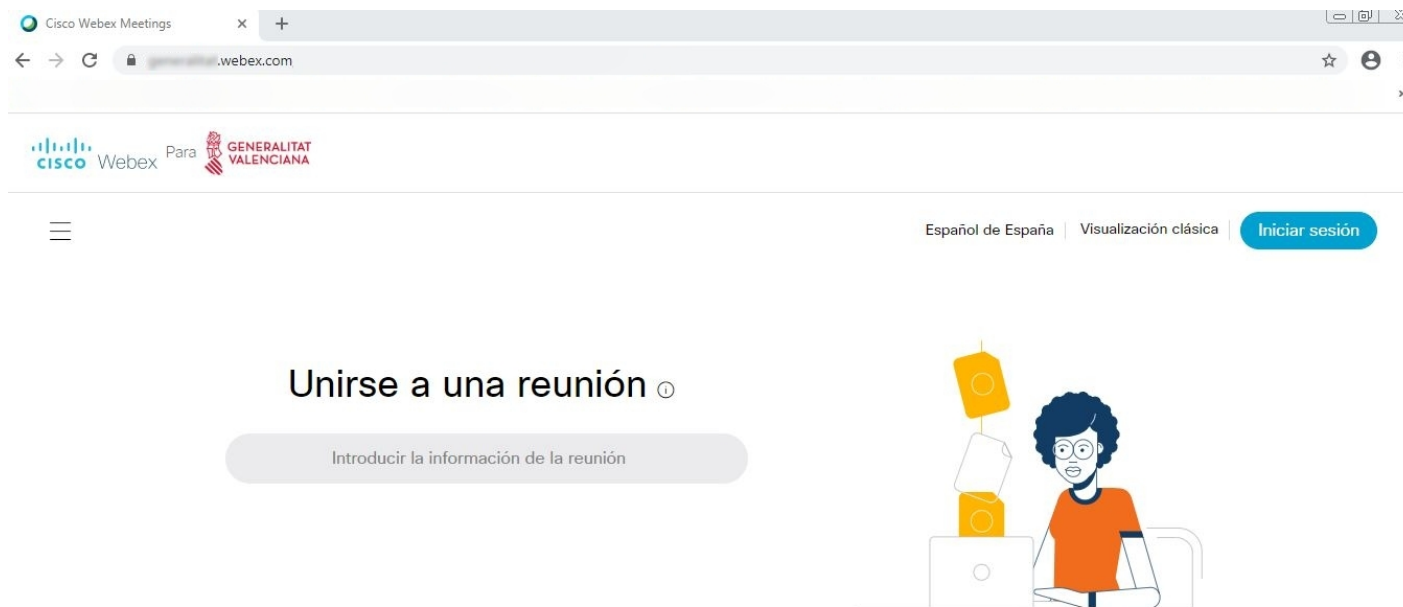 Cisco Webex Meetings
.webex.com
CISCO Webex Para GENERALITAT
VALENCIANA
Español de España Visualización clásica Iniciar sesión
Unirse a una reunión
Introducir la información de la reunión